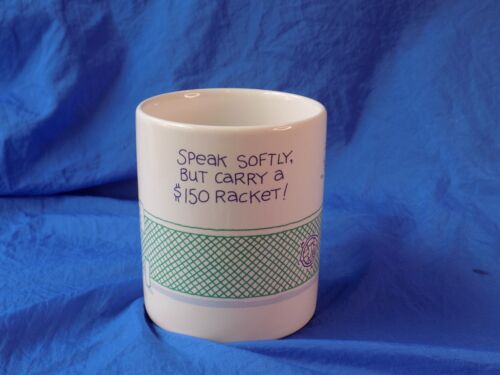 Speak softly,
but carry a
$150 racket!